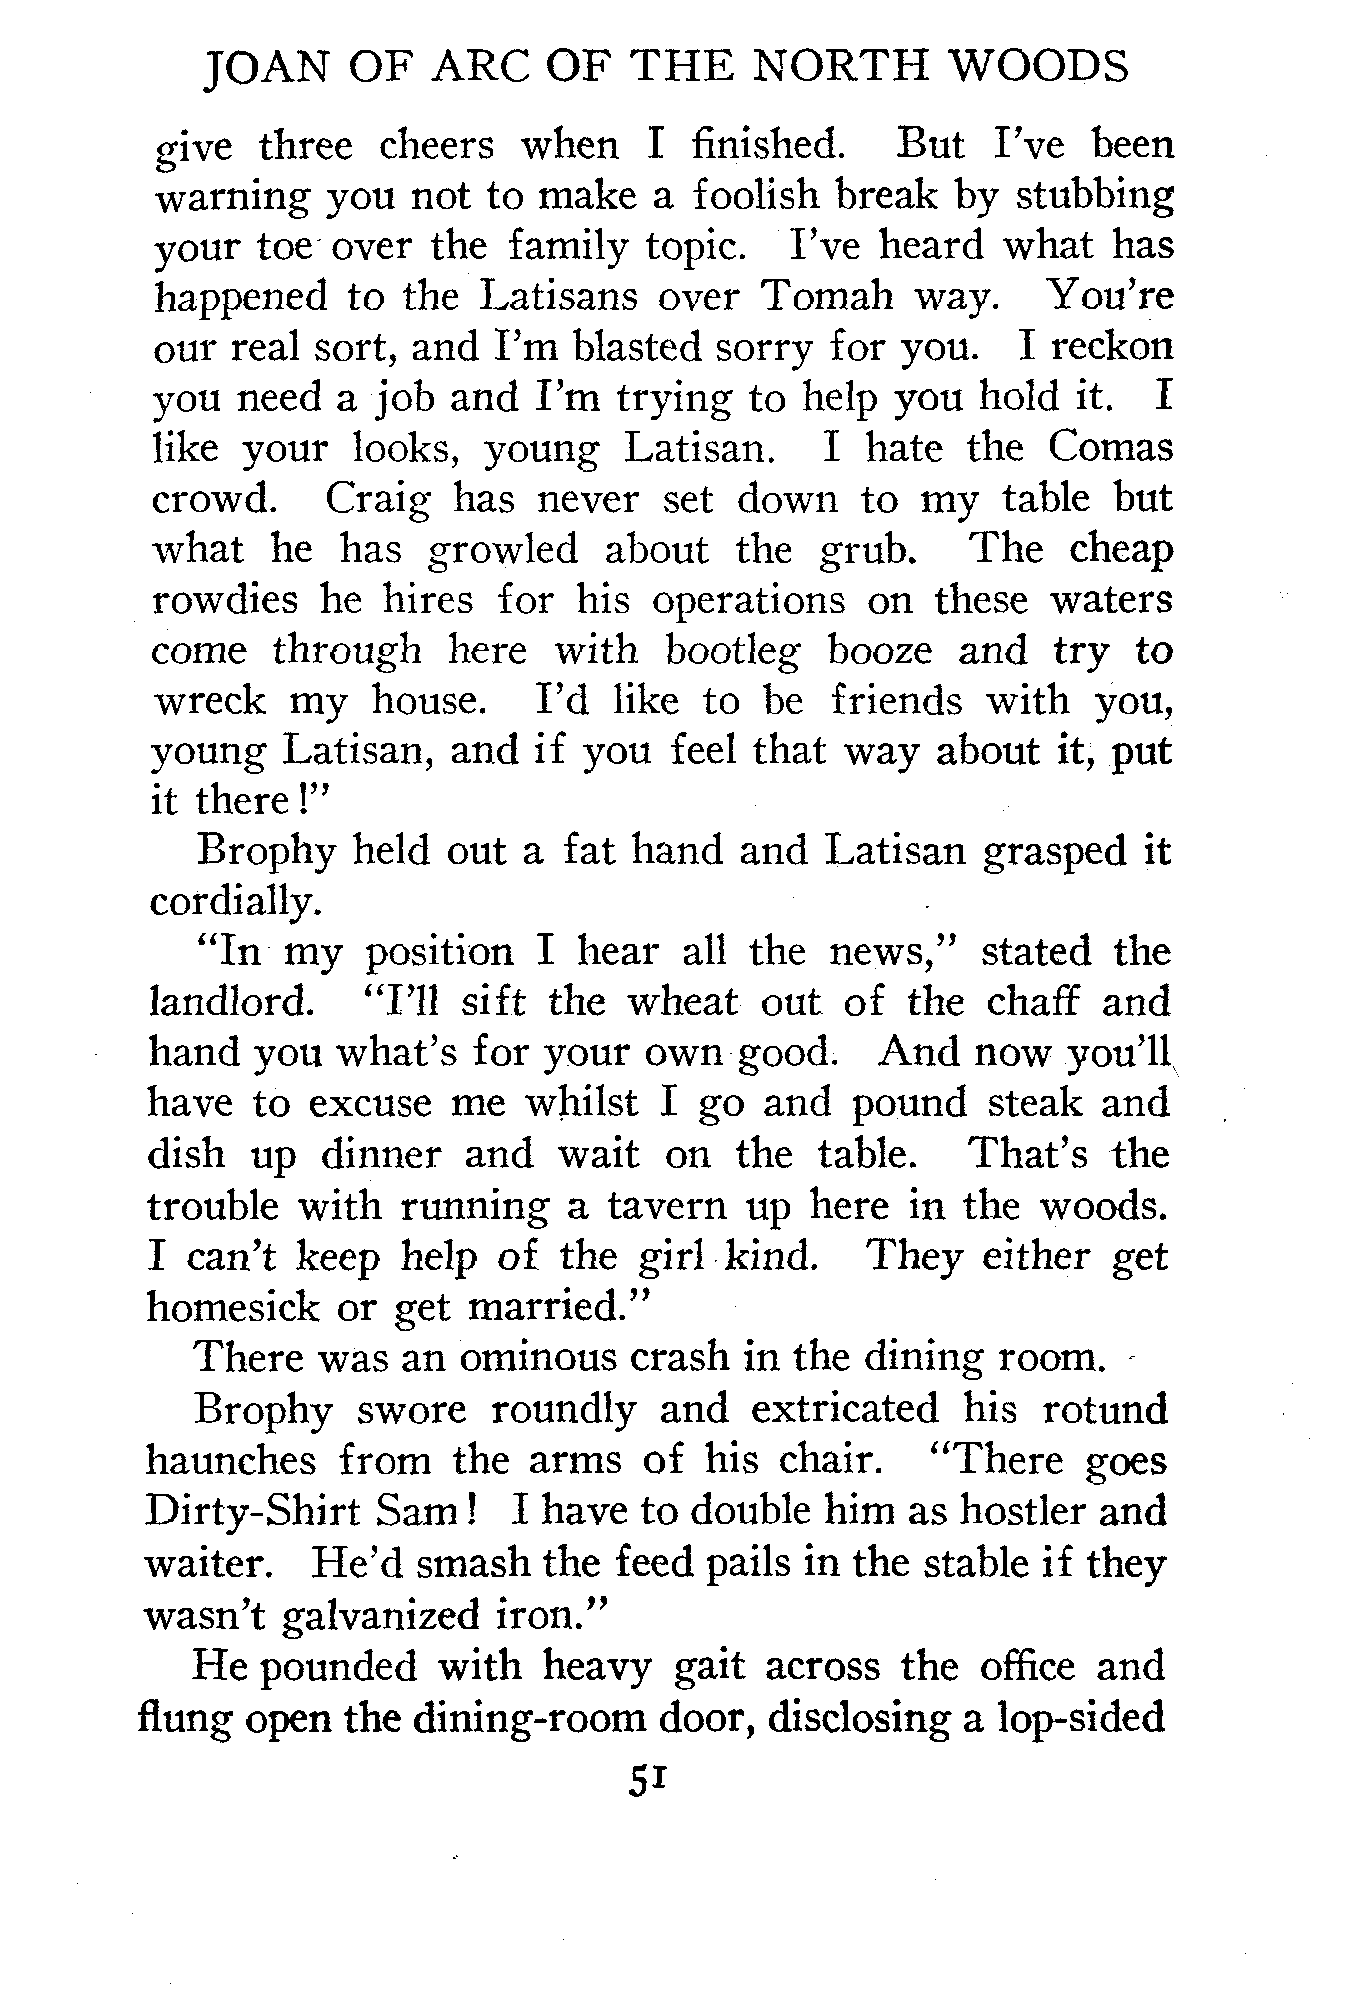 JOAN OF ARC OF THE NORTH WOODS
give three cheers when I finished. But I've been
warning you not to make a foolish break by stubbing
your toe over the family topic. I've heard what has
happened to the Latisans over Tomah way. You're
our real sort, and I'm blasted sorry for you. I reckon
you need a job and I'm trying to help you hold it. I
like your looks, young Latisan. I hate the Comas
crowd. Craig has never set down to my table but
what he has growled about the grub. The cheap
rowdies he hires for his operations on these waters
come through here with bootleg booze and try to
wreck my house. I'd like to be friends with you,
young Latisan, and if you feel that way about it, put
it there!"
Brophy held out a fat hand and Latisan grasped it
cordially.
"In my position I hear all the news," stated the
landlord. "I'll sift the wheat out of the chaff and
hand you what's for your own good. And now you'll
have to excuse me whilst I go and pound steak and
dish up dinner and wait on the table. That's the
trouble with running a tavern up here in the woods.
I can't keep help of the girl kind. They either get
homesick or get married."
There was an ominous crash in the dining room.
Brophy swore roundly and extricated his rotund
haunches from the arms of his chair. "There goes
Dirty-Shirt Sam! I have to double him as hostler and
waiter. He'd smash the feed pails in the stable if they
wasn't galvanized iron."
He pounded with heavy gait across the office and
flung open the dining-room door, disclosing a lop-sided
51